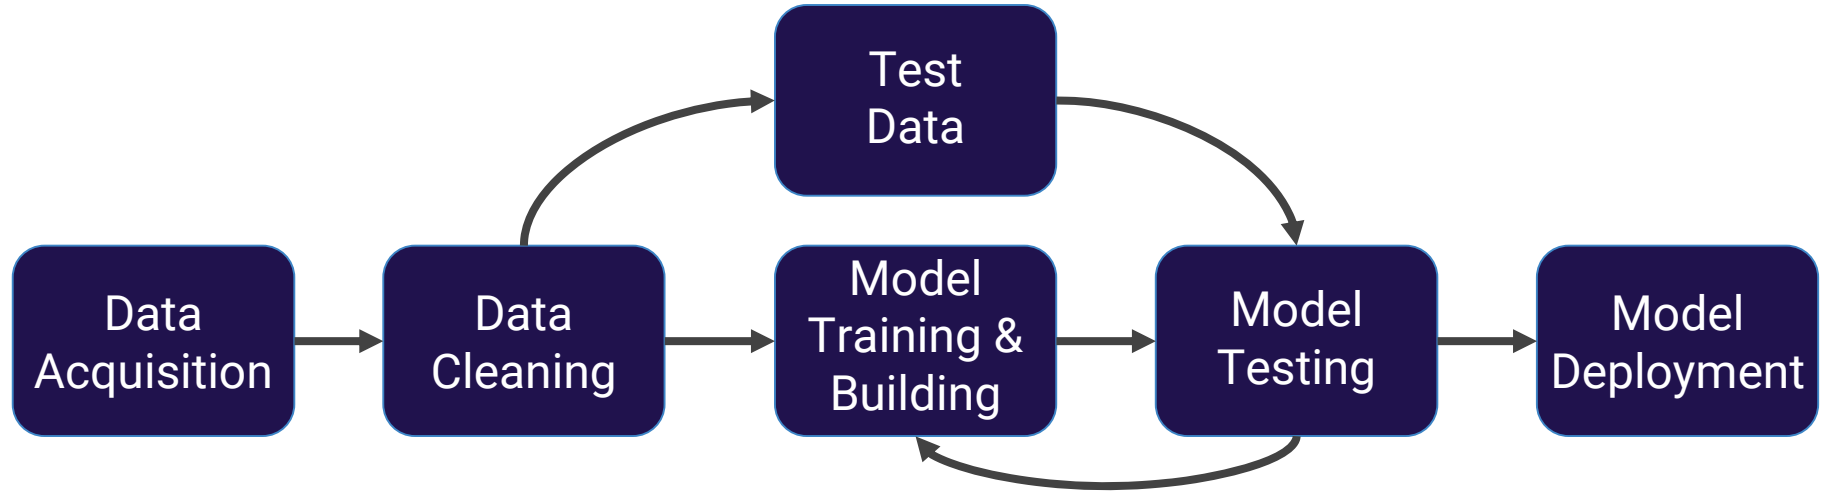 Test
Data
Data
Acquisition
Data
Cleaning
Model
Training &
Building
Model
Testing
Model
Deployment